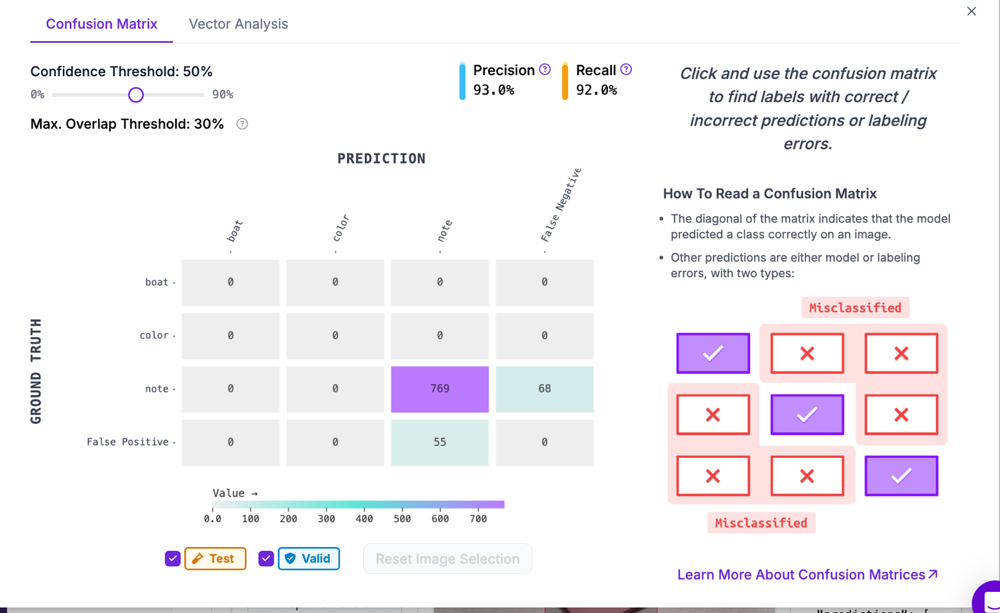 Confusion Matrix
Vector Analysis
Confidence Threshold: 50%
0%
90%
Max. Overlap Threshold: 30%
?
Precision ?
93.0%
Recall ?
92.0%
PREDICTION
boat
color
note
False Negative
GROUND TRUTH
boat
0
0
0
0
color
0
0
0
0
note
0
0
769
68
False Positive
0
0
55
0
Value →
0.0
100
200
300
400
500
600
700
Test
Valid
Reset Image Selection
Click and use the confusion matrix
to find labels with correct /
incorrect predictions or labeling
errors.
How To Read a Confusion Matrix
• The diagonal of the matrix indicates that the model
predicted a class correctly on an image.
• Other predictions are either model or labeling
errors, with two types:
Misclassified
Misclassified
Learn More About Confusion Matrices